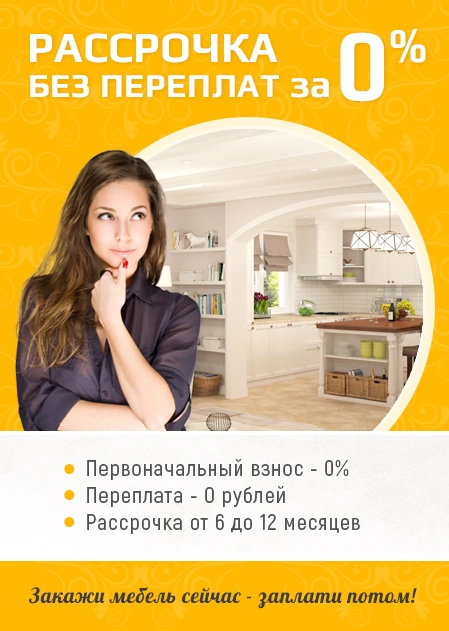 РАССРОЧКА
БЕЗ ПЕРЕПЛАТ за 0%
Первоначальный взнос - 0%
Переплата - 0 рублей
Рассрочка от 6 до 12 месяцев
Закажи мебель сейчас - заплати потом!